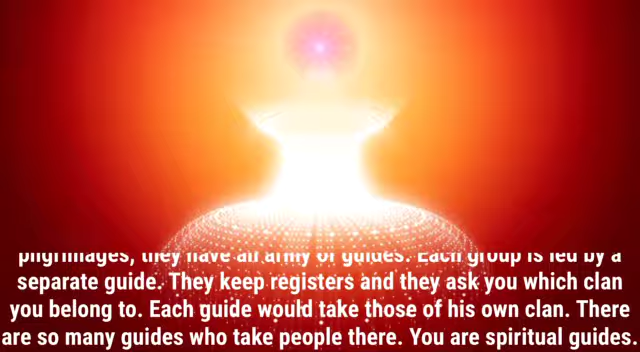 pilgrimages, they have an army of guides. Each group is led by a
separate guide. They keep registers and they ask you which clan
you belong to. Each guide would take those of his own clan. There
are so many guides who take people there. You are spiritual guides.